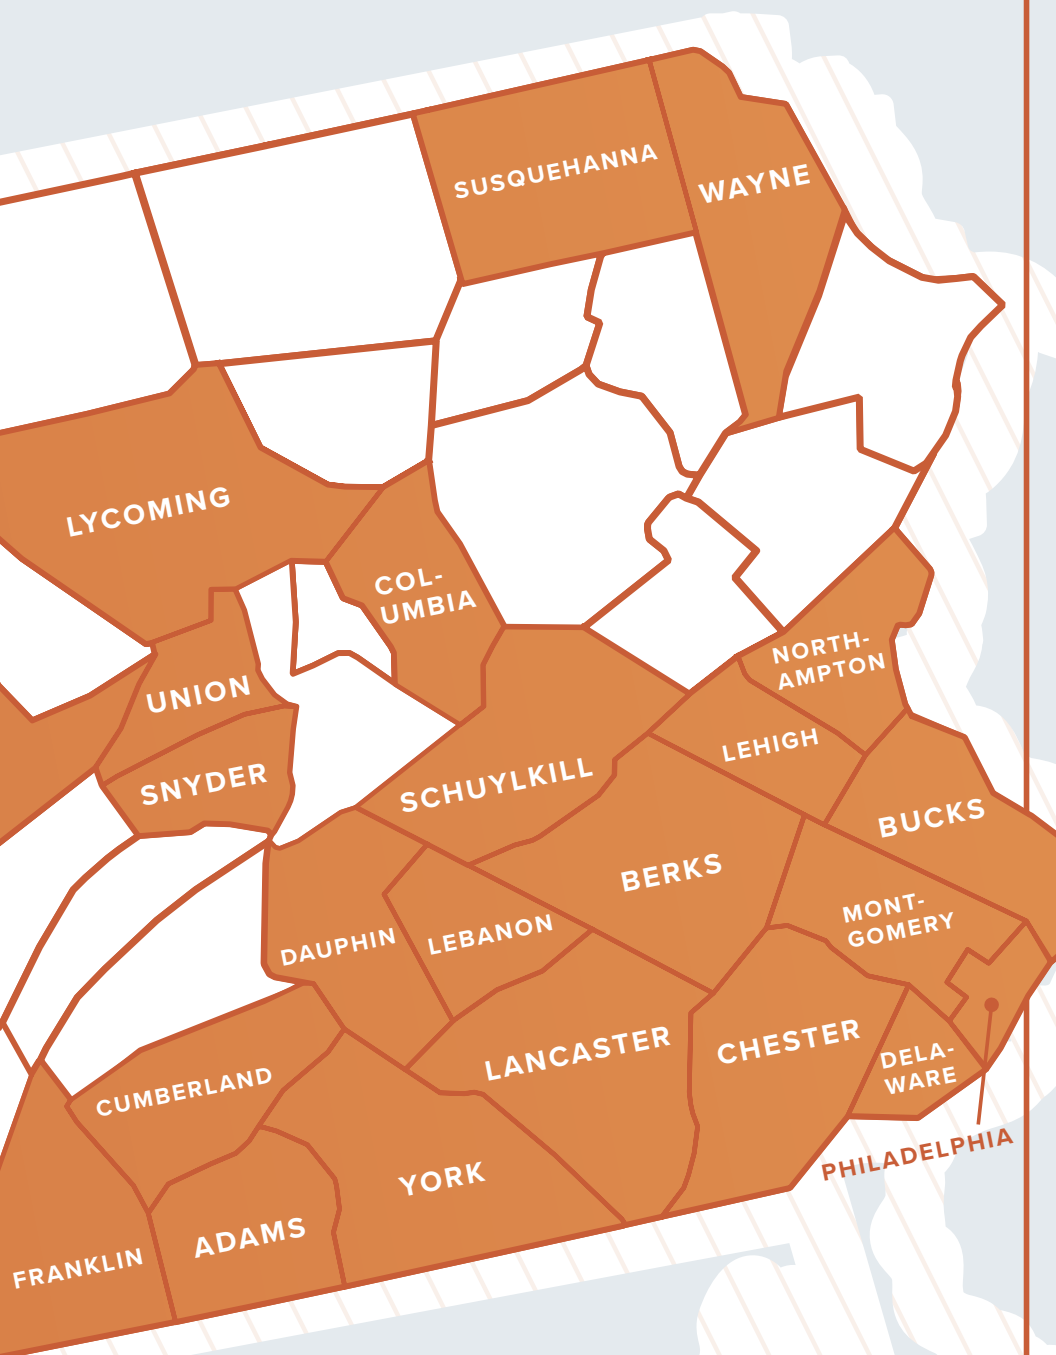 SUSQUEHANNA
WAYNE
LYCOMING
COL-
UMBIA
NORTH-
AMPTON
UNION
LEHIGH
SNYDER
SCHUYLKILL
BUCKS
BERKS
MONT-
GOMERY
DAUPHIN
LEBANON
LANCASTER
CHESTER
DELA-
WARE
CUMBERLAND
PHILADELPHIA
YORK
ADAMS
FRANKLIN